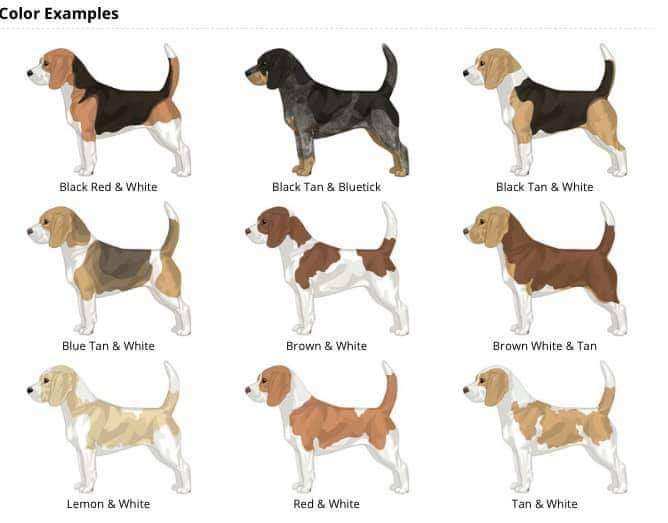 Color Examples
Black Red & White
Black Tan & Bluetick
Black Tan & White
Blue Tan & White
Brown & White
Brown White & Tan
Lemon & White
Red & White
Tan & White